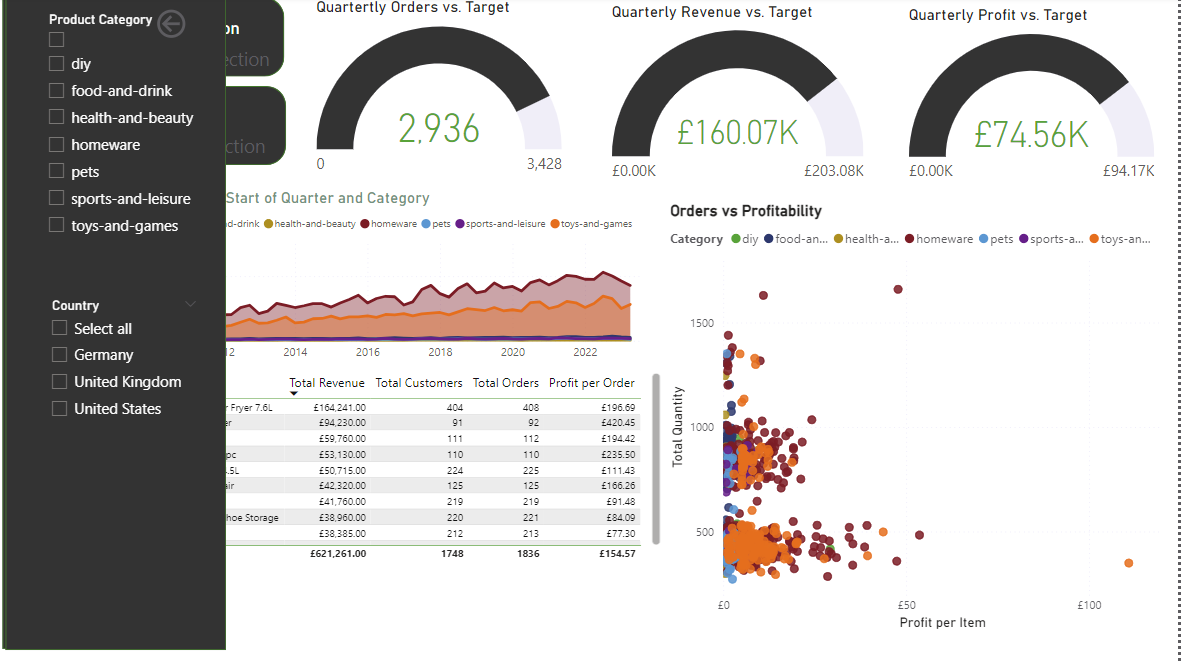 Product Category
diy
food-and-drink
health-and-beauty
homeware
pets
sports-and-leisure
toys-and-games
Country
Select all
Germany
United Kingdom
United States
on
ection
ction
Quartertly Orders vs. Target
2,936
0
3,428
Quarterly Revenue vs. Target
£160.07K
£0.00K
£203.08K
Quarterly Profit vs. Target
£74.56K
£0.00K
£94.17K
Start of Quarter and Category
d-drink health-and-beauty homeware pets sports-and-leisure toys-and-games
12 2014 2016 2018 2020 2022
Total Revenue Total Customers Total Orders Profit per Order
r Fryer 7.6L £164,241.00 404 408 £196.69
er £94,230.00 91 92 £420.45
£59,760.00 111 112 £194.42
pc £53,130.00 110 110 £235.50
.5L £50,715.00 224 225 £111.43
air £42,320.00 125 125 £166.26
£41,760.00 219 219 £91.48
hoe Storage £38,960.00 220 221 £84.09
£38,385.00 212 213 £77.30
£621,261.00 1748 1836 £154.57
Orders vs Profitability
Category diy food-an... health-a... homeware pets sports-a... toys-an...
Total Quantity
1500
1000
500
£0 £50 £100
Profit per Item